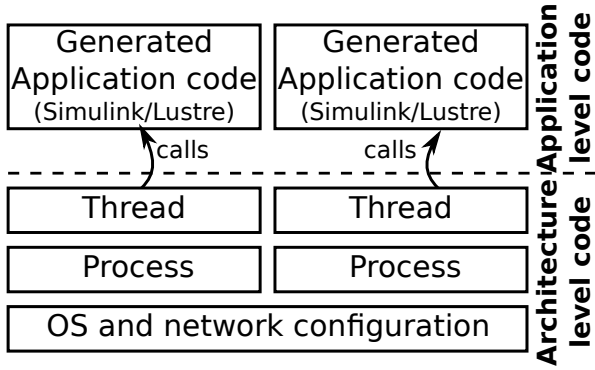 Generated
Application code
(Simulink/Lustre)
Generated
Application code
(Simulink/Lustre)
Application
level code
calls
calls
Thread
Thread
Process
Process
OS and network configuration
Architecture
level code